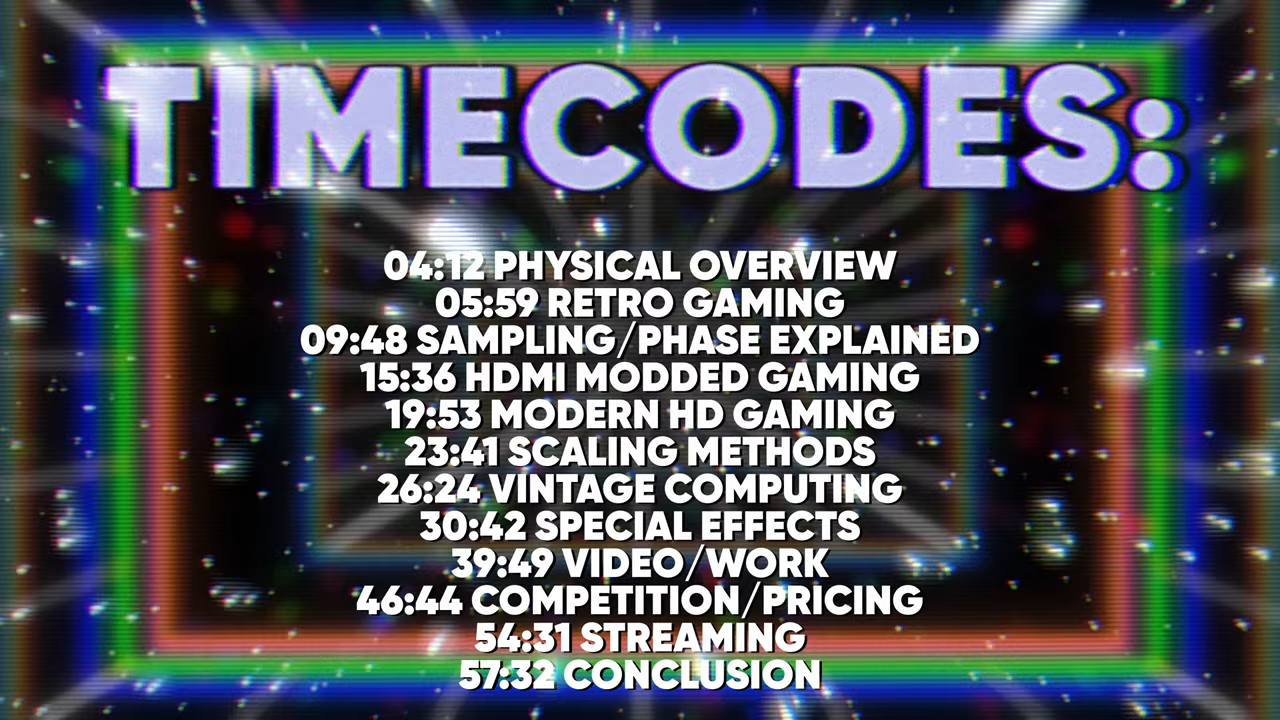 TIMECODES:
04:12 PHYSICAL OVERVIEW
05:59 RETRO GAMING
09:48 SAMPLING/PHASE EXPLAINED
15:36 HDMI MODDED GAMING
19:53 MODERN HD GAMING
23:41 SCALING METHODS
26:24 VINTAGE COMPUTING
30:42 SPECIAL EFFECTS
39:49 VIDEO/WORK
46:44 COMPETITION/PRICING
54:31 STREAMING
57:32 CONCLUSION